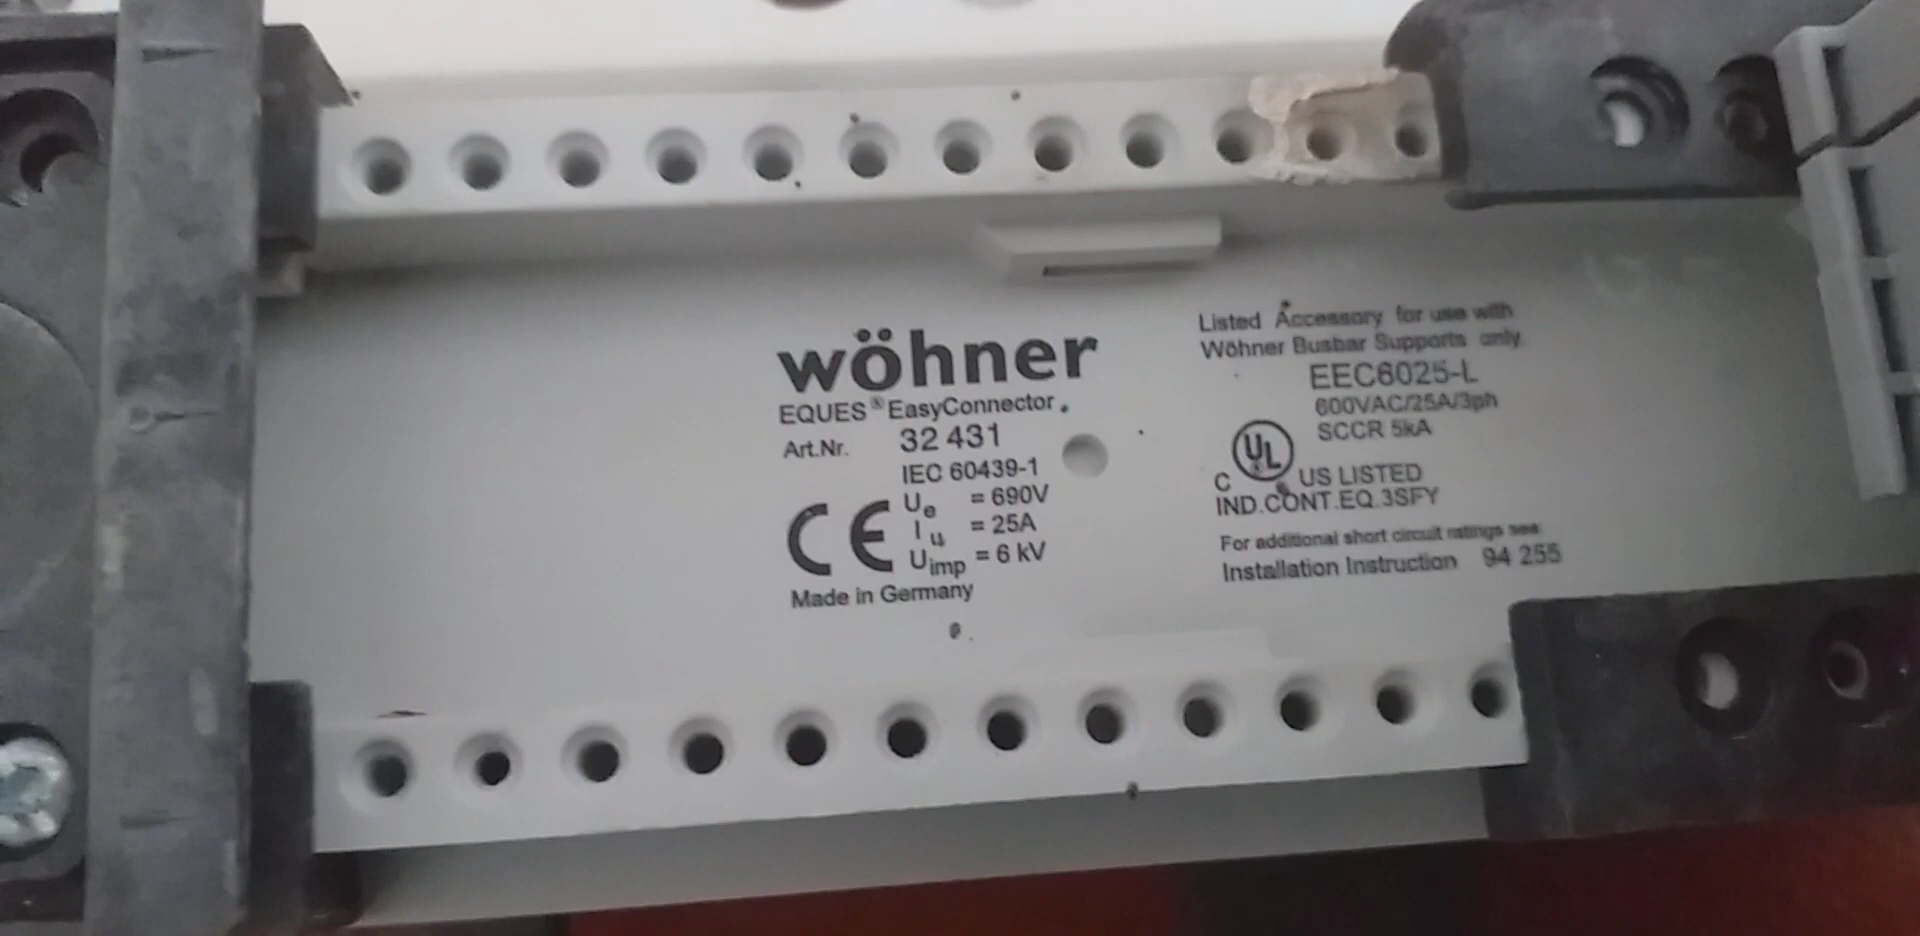 wöhner
EQUES® EasyConnector
Art.Nr. 32 431
IEC 60439-1
CE
Ue = 690V
Iu = 25A
Uimp = 6 kV
Made in Germany
Listed Accessory for use with
Wöhner Busbar Supports only
EEC6025-L
600VAC/25A/3ph
SCCR 5kA
C UL US LISTED
IND.CONT.EQ.3SFY
For additional short circuit ratings see:
Installation Instruction 94 255